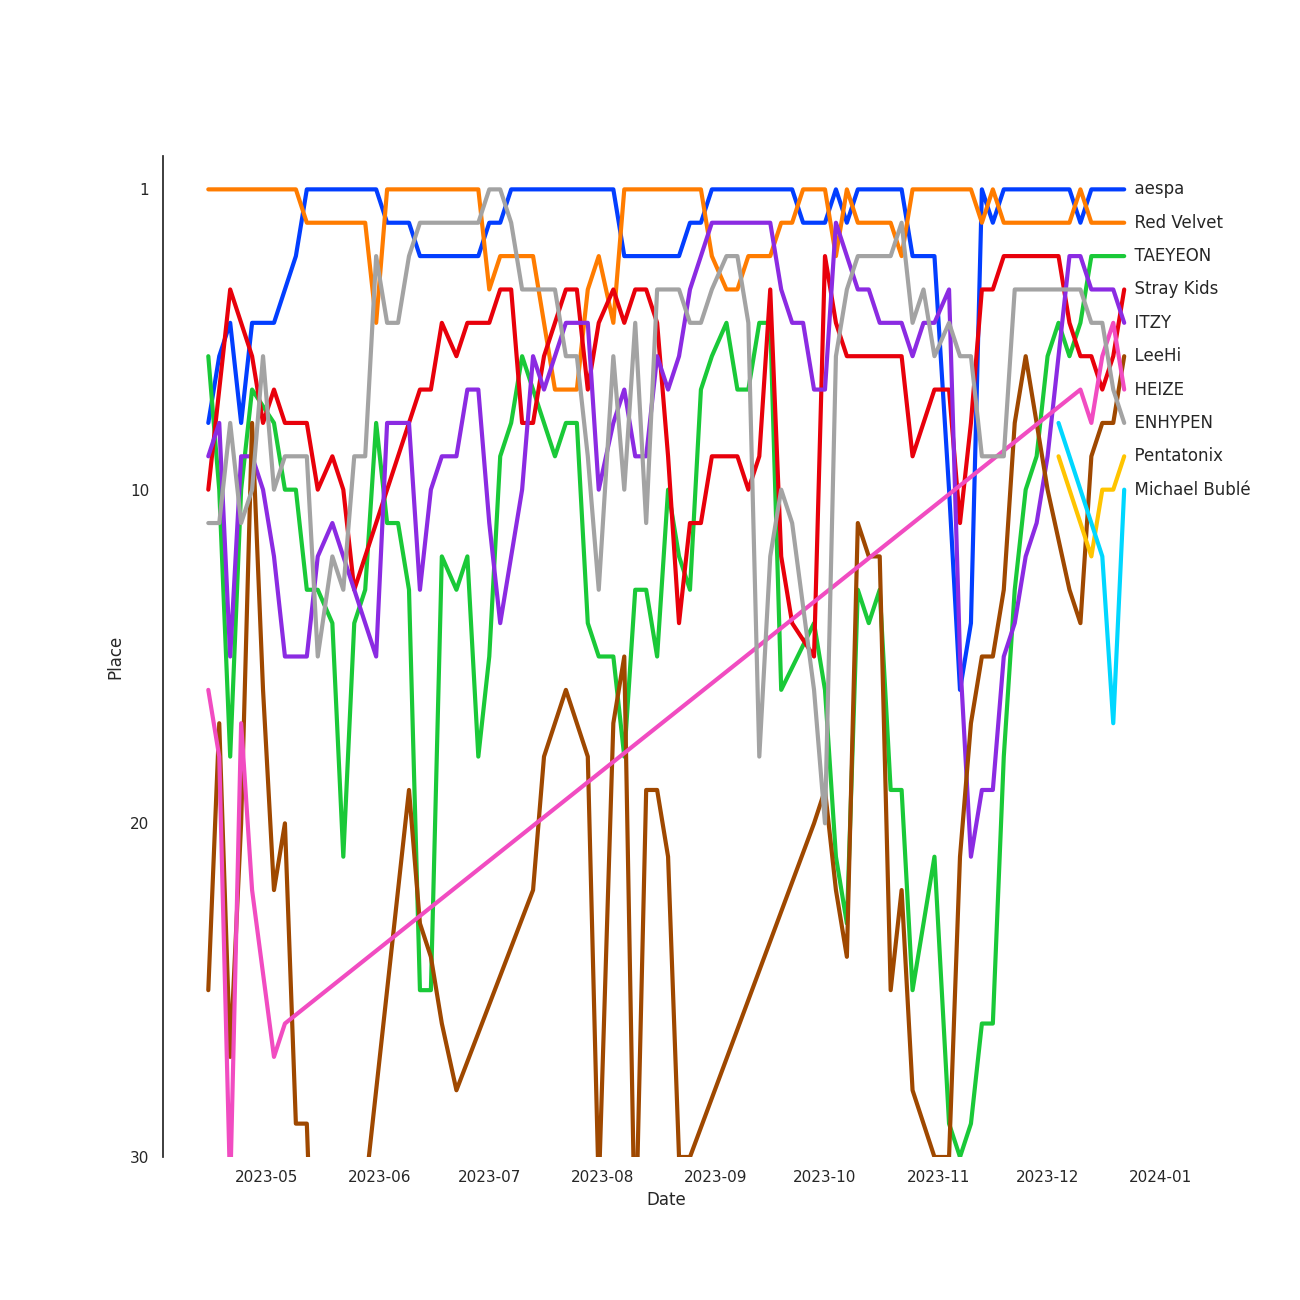 1
10
20
30
Place
2023-05
2023-06
2023-07
2023-08
2023-09
2023-10
2023-11
2023-12
2024-01
Date
aespa
Red Velvet
TAEYEON
Stray Kids
ITZY
LeeHi
HEIZE
ENHYPEN
Pentatonix
Michael Bublé